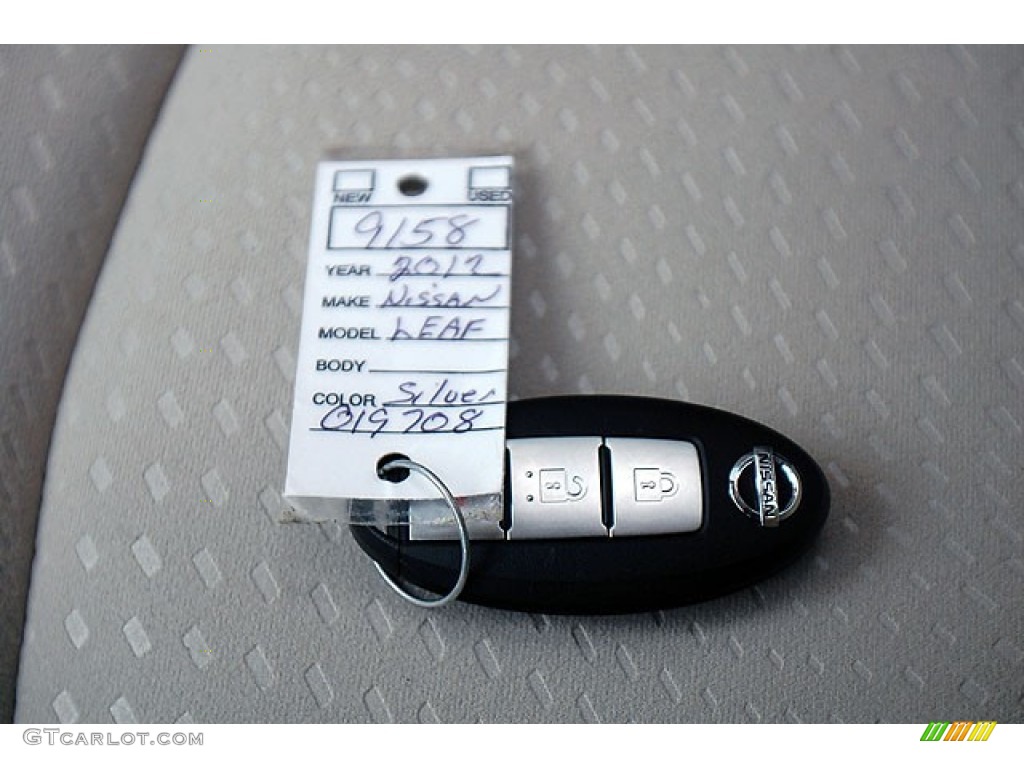 NEW USED
9158
YEAR 2012
MAKE NISSAN
MODEL LEAF
BODY
COLOR Silver
019708
NISSAN
GTCARLOT.COM